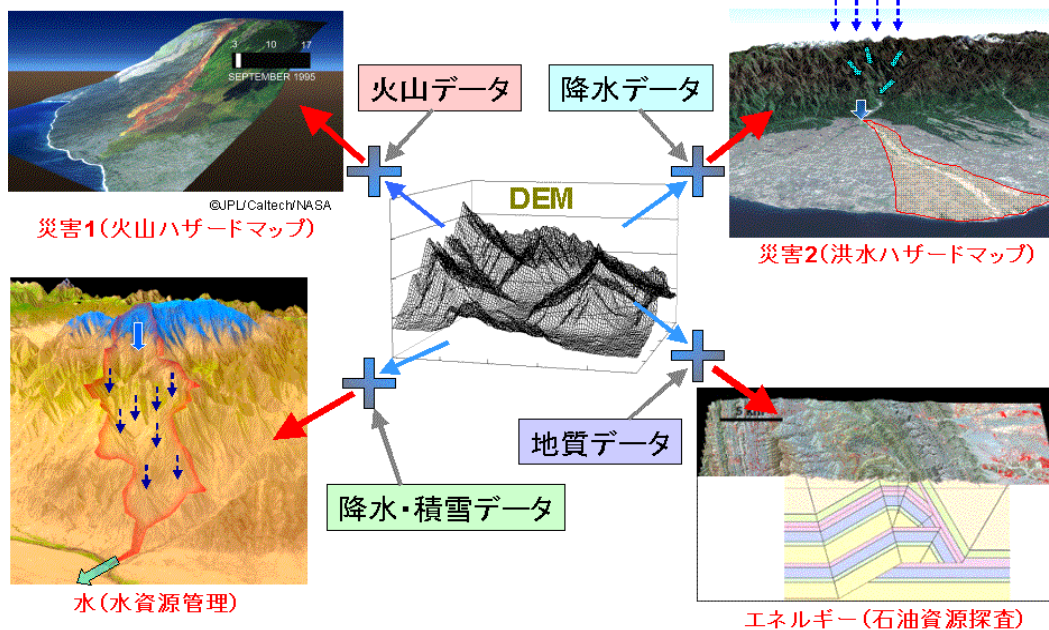 3 10 17
SEPTEMBER 1995
火山データ
降水データ
©JPL/Caltech/NASA
災害1(火山ハザードマップ)
DEM
災害2(洪水ハザードマップ)
5 km
地質データ
降水・積雪データ
水(水資源管理)
エネルギー(石油資源探査)